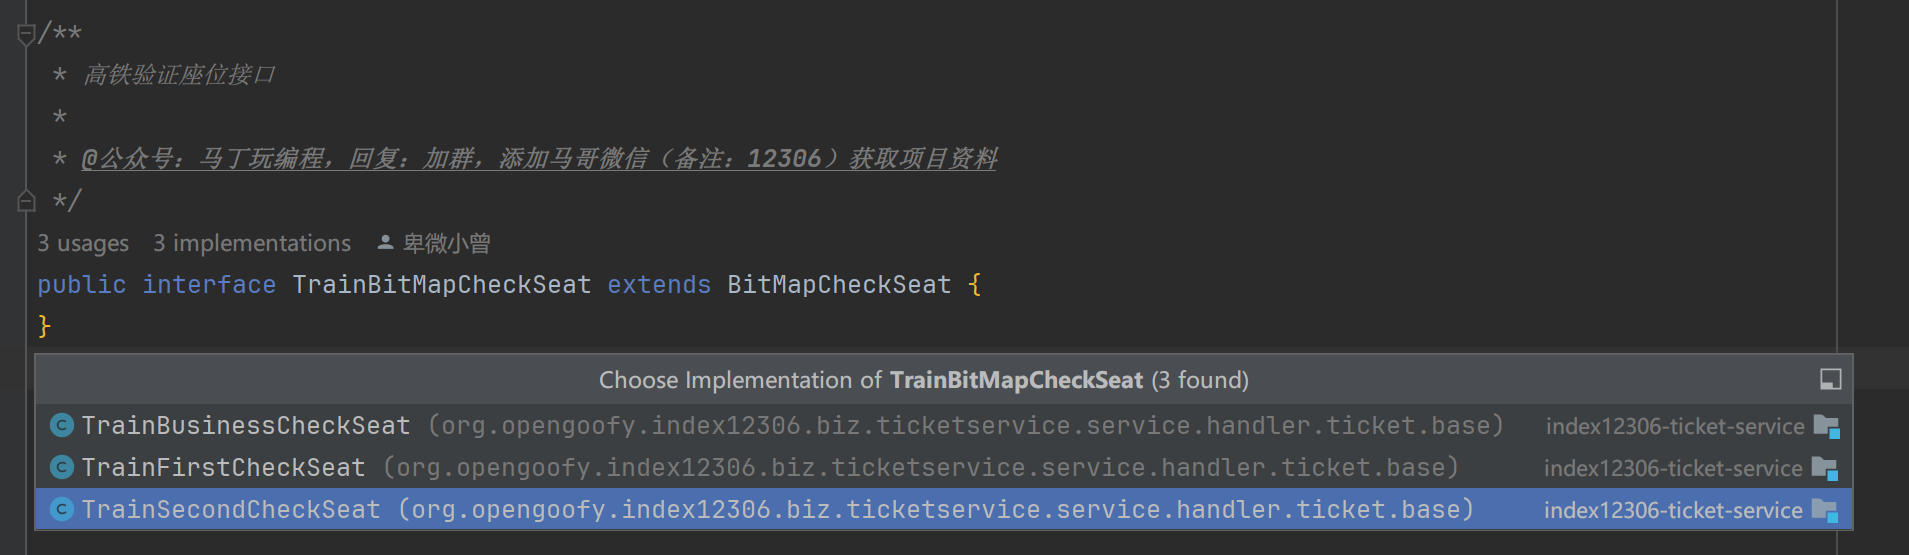 /**
* 高铁验证座位接口
*
* @公众号：马丁玩编程，回复：加群，添加马哥微信（备注：12306）获取项目资料
*/
3 usages 3 implementations 卑微小曾
public interface TrainBitMapCheckSeat extends BitMapCheckSeat {
}
Choose Implementation of TrainBitMapCheckSeat (3 found)
C TrainBusinessCheckSeat (org.opengoofy.index12306.biz.ticketservice.service.handler.ticket.base) index12306-ticket-service
C TrainFirstCheckSeat (org.opengoofy.index12306.biz.ticketservice.service.handler.ticket.base) index12306-ticket-service
C TrainSecondCheckSeat (org.opengoofy.index12306.biz.ticketservice.service.handler.ticket.base) index12306-ticket-service